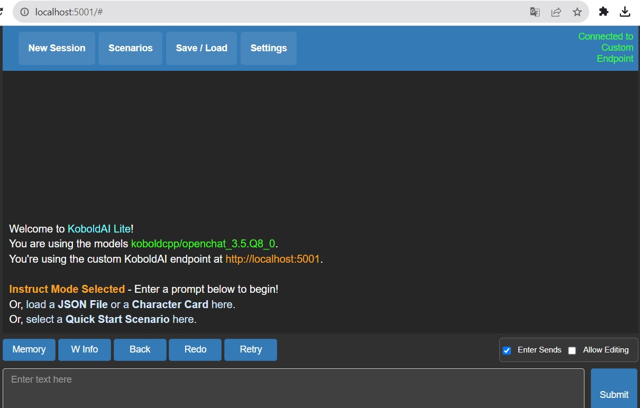 localhost:5001/#
New Session Scenarios Save / Load Settings
Connected to
Custom
Endpoint
Welcome to KoboldAI Lite!
You are using the models koboldcpp/openchat_3.5.Q8_0.
You're using the custom KoboldAI endpoint at http://localhost:5001.
Instruct Mode Selected - Enter a prompt below to begin!
Or, load a JSON File or a Character Card here.
Or, select a Quick Start Scenario here.
Memory W Info Back Redo Retry Enter Sends Allow Editing
Enter text here
Submit